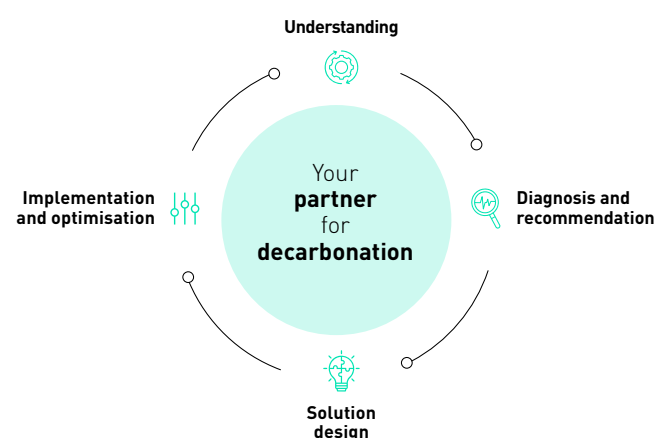 Understanding
Your
partner
for
decarbonation
Diagnosis and
recommendation
Solution
design
Implementation
and optimisation